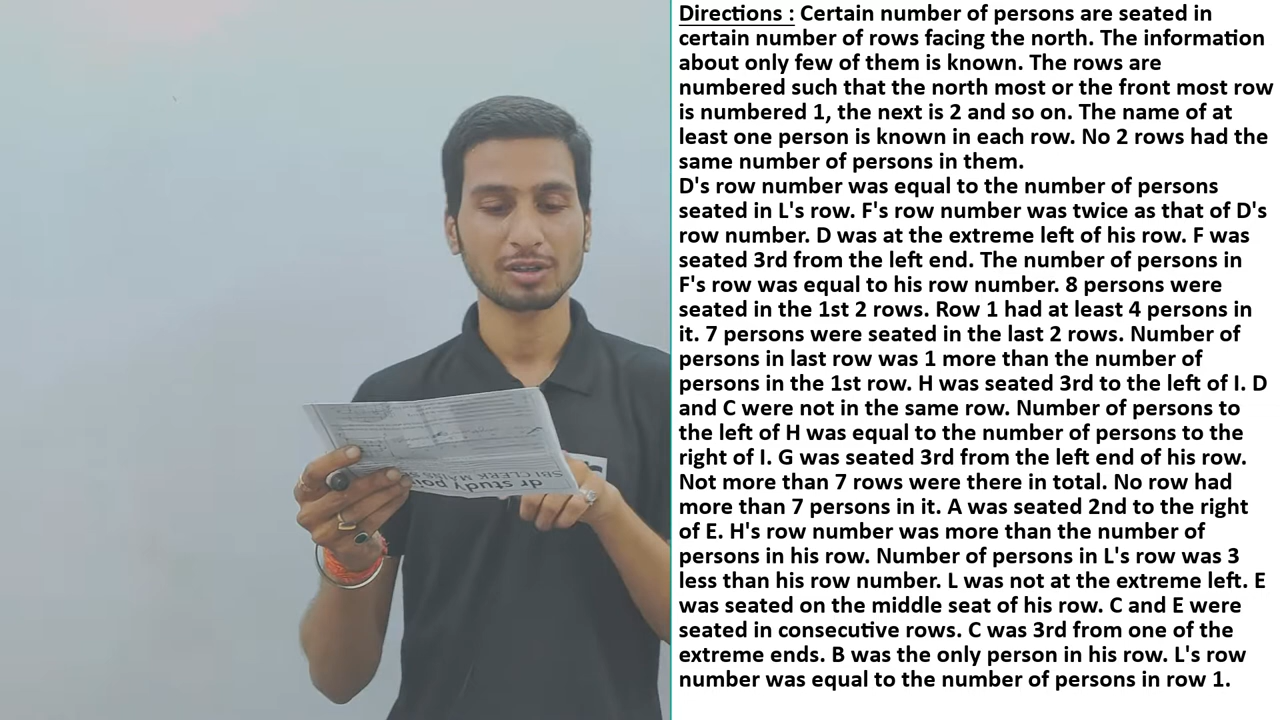 Directions : Certain number of persons are seated in
certain number of rows facing the north. The information
about only few of them is known. The rows are
numbered such that the north most or the front most row
is numbered 1, the next is 2 and so on. The name of at
least one person is known in each row. No 2 rows had the
same number of persons in them.
D's row number was equal to the number of persons
seated in L's row. F's row number was twice as that of D's
row number. D was at the extreme left of his row. F was
seated 3rd from the left end. The number of persons in
F's row was equal to his row number. 8 persons were
seated in the 1st 2 rows. Row 1 had at least 4 persons in
it. 7 persons were seated in the last 2 rows. Number of
persons in last row was 1 more than the number of
persons in the 1st row. H was seated 3rd to the left of I. D
and C were not in the same row. Number of persons to
the left of H was equal to the number of persons to the
right of I. G was seated 3rd from the left end of his row.
Not more than 7 rows were there in total. No row had
more than 7 persons in it. A was seated 2nd to the right
of E. H's row number was more than the number of
persons in his row. Number of persons in L's row was 3
less than his row number. L was not at the extreme left. E
was seated on the middle seat of his row. C and E were
seated in consecutive rows. C was 3rd from one of the
extreme ends. B was the only person in his row. L's row
number was equal to the number of persons in row 1.
SBI CLERK MAINS
dr study poi